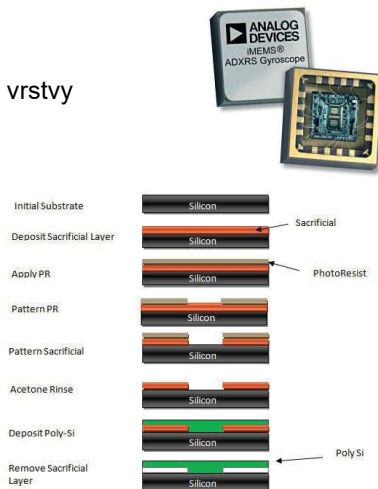 ANALOG
DEVICES
iMEMS®
ADXRS Gyroscope
vrstvy
Initial Substrate
Silicon
Sacrificial
Deposit Sacrificial Layer
Silicon
Apply PR
PhotoResist
Silicon
Pattern PR
Silicon
Pattern Sacrificial
Silicon
Acetone Rinse
Silicon
Deposit Poly-Si
Silicon
Poly Si
Remove Sacrificial
Layer
Silicon